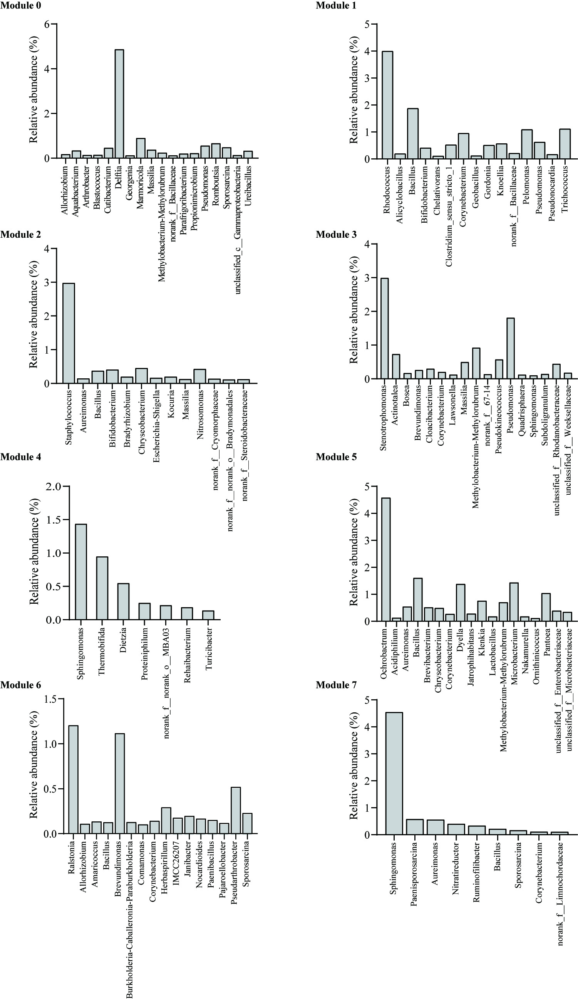 Module 0
Relative abundance (%)
6
4
2
0
Allorhizobium
Aquabacterium
Arthrobacter
Blastococcus
Cutibacterium
Delftia
Georgenia
Marmoricola
Massilia
Methylobacterium-Methylorubrum
norank_f__Bacillaceae
Parafrigoribacterium
Propionimicrobium
Pseudomonas
Romboutsia
Sporosarcina
unclassified_c__Gammaproteobacteria
Ureibacillus
Module 1
Relative abundance (%)
5
4
3
2
1
0
Rhodococcus
Alicyclobacillus
Bacillus
Bifidobacterium
Chelativorans
Clostridium_sensu_stricto_1
Corynebacterium
Geobacillus
Gordonia
Knoellia
norank_f__Bacillaceae
Pelomonas
Pseudomonas
Pseudonocardia
Trichococcus
Module 2
Relative abundance (%)
4
3
2
1
0
Staphylococcus
Aureimonas
Bacillus
Bifidobacterium
Bradyrhizobium
Chryseobacterium
Escherichia-Shigella
Kocuria
Massilia
Nitrosomonas
norank_f__Cryomorphaceae
norank_f__norank_o__Bradymonadales
norank_f__Steroidobacteraceae
Module 3
Relative abundance (%)
4
3
2
1
0
Stenotrophomonas
Actinotalea
Bosea
Brevundimonas
Cloacibacterium
Corynebacterium
Lawsonella
Massilia
Methylobacterium-Methylorubrum
norank_f__67-14
Pseudokineococcus
Pseudomonas
Quadrisphaera
Sphingomonas
Subdoligranulum
unclassified_f__Rhodanobacteraceae
unclassified_f__Weeksellaceae
Module 4
Relative abundance (%)
2.0
1.5
1.0
0.5
0.0
Sphingomonas
Thermobifida
Dietzia
Proteiniphilum
norank_f__norank_o__MBA03
Rehaibacterium
Turicibacter
Module 5
Relative abundance (%)
5
4
3
2
1
0
Ochrobactrum
Acidiphilium
Aureimonas
Bacillus
Brevibacterium
Chryseobacterium
Corynebacterium
Dyella
Jatrophihabitans
Klenkia
Lactobacillus
Methylobacterium-Methylorubrum
Microbacterium
Nakamurella
Ornithinicoccus
Pantoea
unclassified_f__Enterobacteriaceae
unclassified_f__Microbacteriaceae
Module 6
Relative abundance (%)
1.5
1.0
0.5
0.0
Ralstonia
Allorhizobium
Amaricoccus
Bacillus
Brevundimonas
Burkholderia-Caballeronia-Paraburkholderia
Comamonas
Corynebacterium
Herbaspirillum
IMCC26207
Janibacter
Nocardioides
Paenibacillus
Pajaroellobacter
Pseudarthrobacter
Sporosarcina
Module 7
Relative abundance (%)
5
4
3
2
1
0
Sphingomonas
Paenisporosarcina
Aureimonas
Nitratireductor
Ruminofilibacter
Bacillus
Sporosarcina
Corynebacterium
norank_f__Limnochordaceae